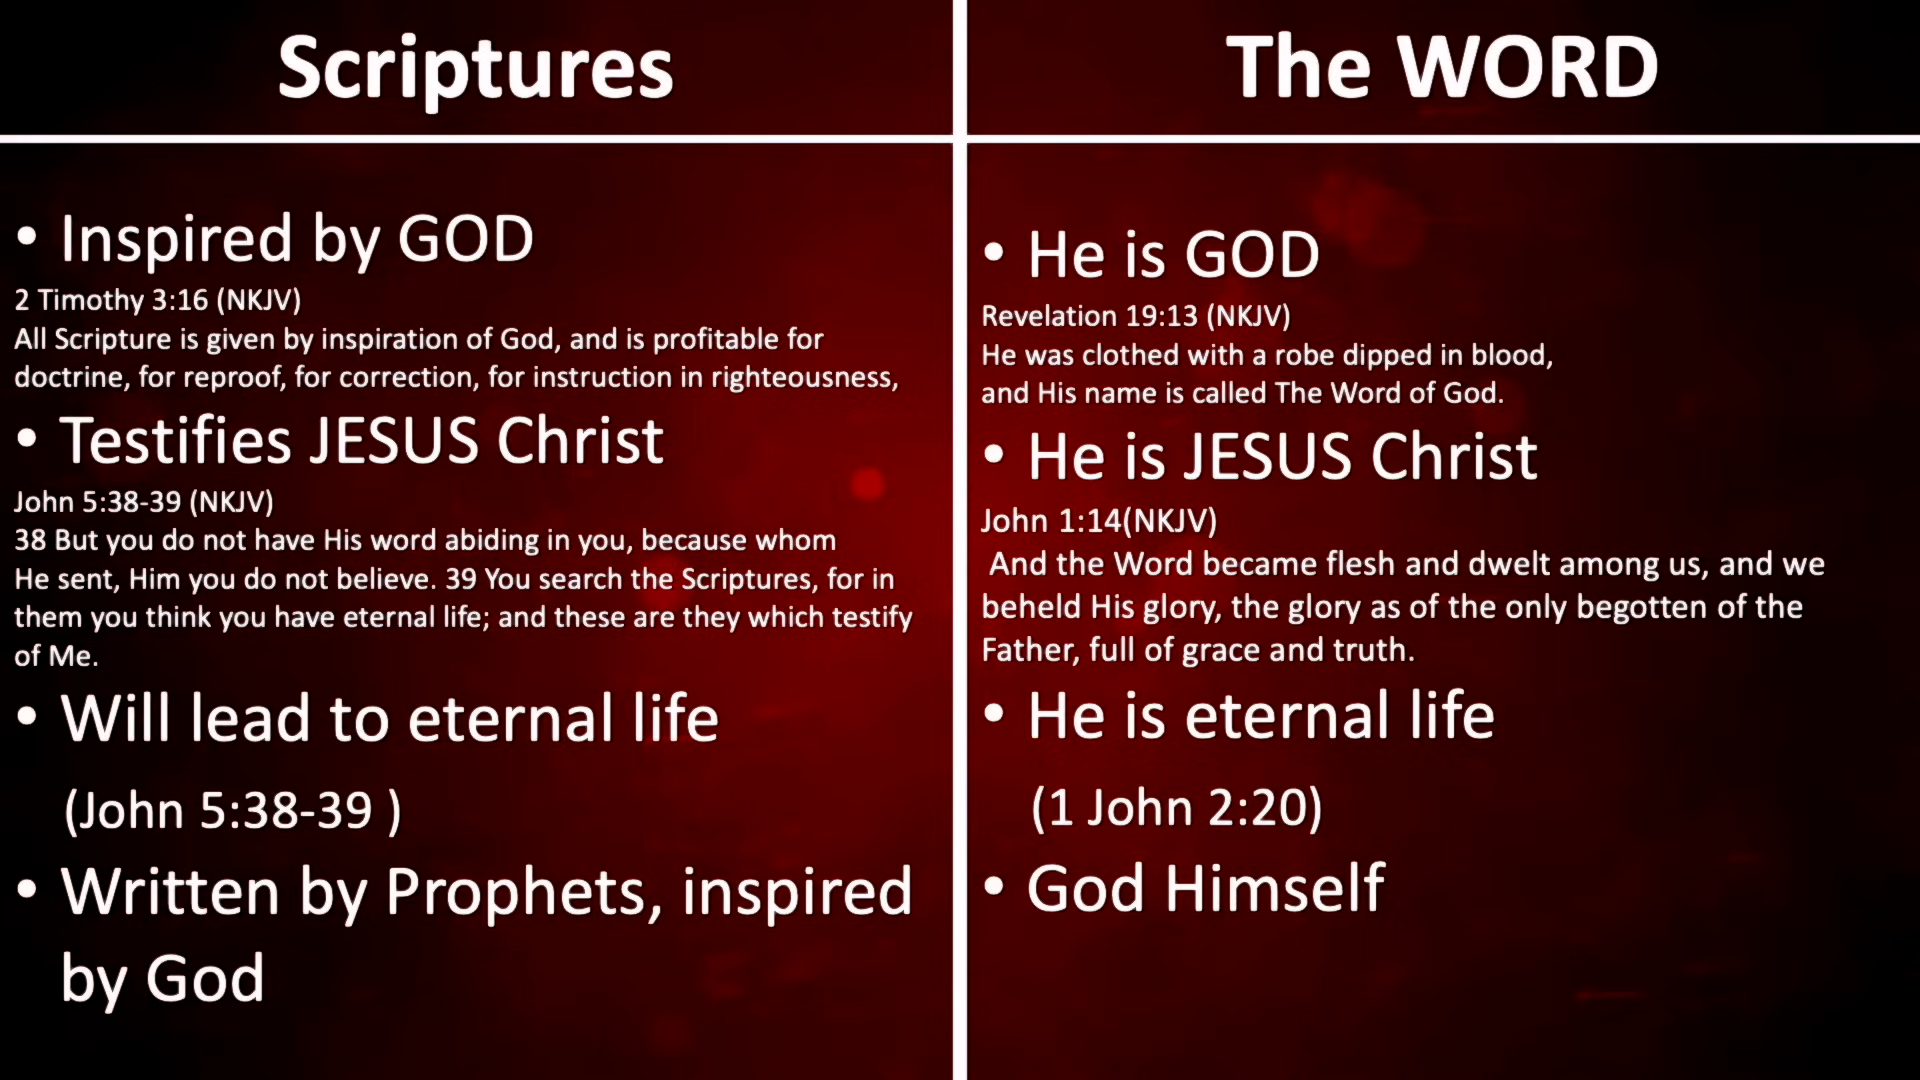 Scriptures
• Inspired by GOD
2 Timothy 3:16 (NKJV)
All Scripture is given by inspiration of God, and is profitable for
doctrine, for reproof, for correction, for instruction in righteousness,
• Testifies JESUS Christ
John 5:38-39 (NKJV)
38 But you do not have His word abiding in you, because whom
He sent, Him you do not believe. 39 You search the Scriptures, for in
them you think you have eternal life; and these are they which testify
of Me.
• Will lead to eternal life
(John 5:38-39 )
• Written by Prophets, inspired
by God
The WORD
• He is GOD
Revelation 19:13 (NKJV)
He was clothed with a robe dipped in blood,
and His name is called The Word of God.
• He is JESUS Christ
John 1:14(NKJV)
And the Word became flesh and dwelt among us, and we
beheld His glory, the glory as of the only begotten of the
Father, full of grace and truth.
• He is eternal life
(1 John 2:20)
• God Himself